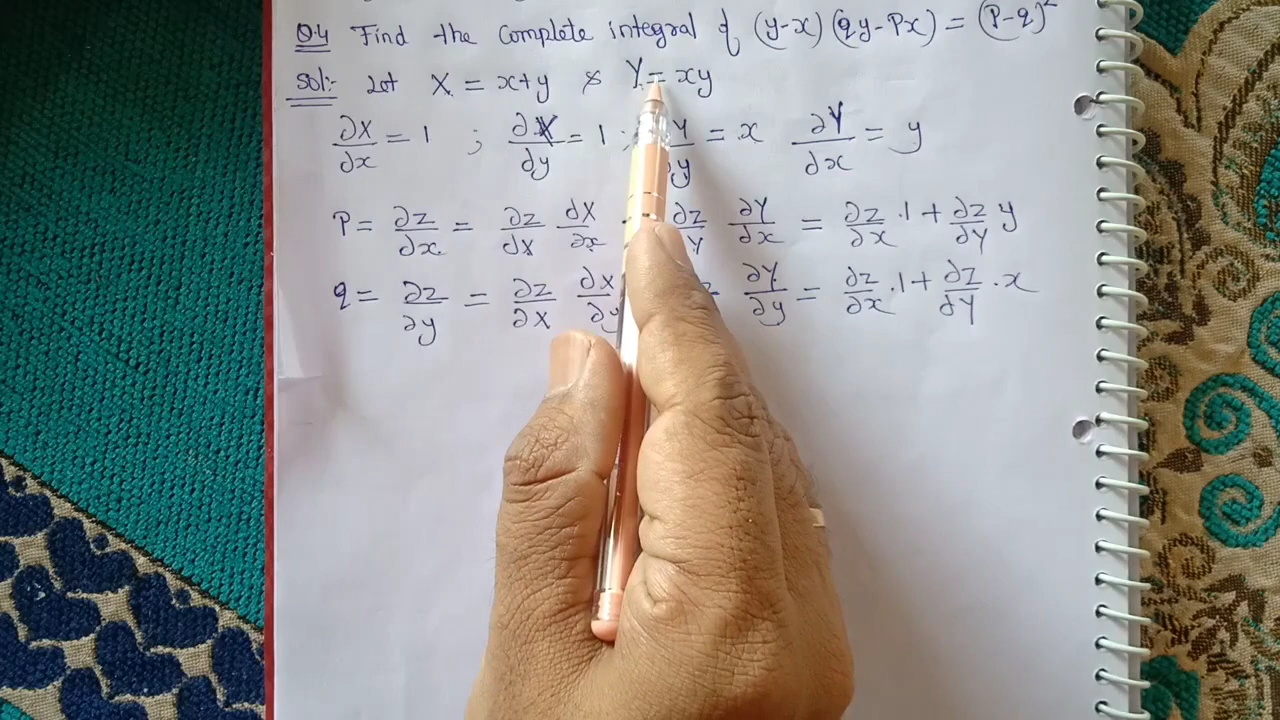 Q.4 Find the Complete integral of (y-x)(qy-Px) = (P-q)²
Sol:- Let X = x+y & Y = xy
∂X/∂x = 1 ; ∂X/∂y = 1 ; Y/∂y = x ∂Y/∂x = y
P = ∂z/∂x = ∂z/∂X ∂X/∂x ∂z/Y ∂Y/∂x = ∂z/∂x .1 + ∂z/∂Y y
q = ∂z/∂y = ∂z/∂X ∂x/∂y ∂Y/∂y = ∂z/∂x .1 + ∂z/∂Y . x